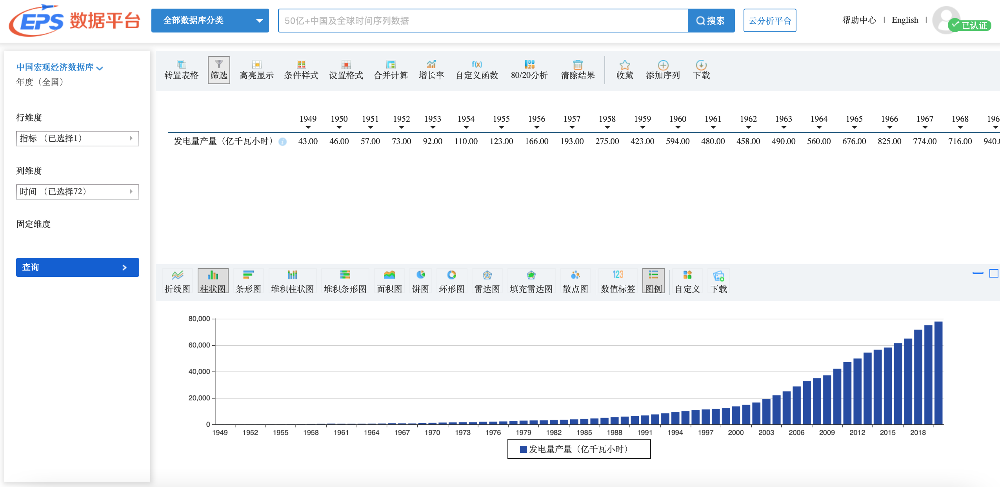 EPS 数据平台
全部数据库分类
50亿+中国及全球时间序列数据
搜索
云分析平台
帮助中心 | English |
已认证
中国宏观经济数据库
年度（全国）
行维度
指标 （已选择1）
列维度
时间 （已选择72）
固定维度
查询
转置表格 筛选 高亮显示 条件样式 设置格式 合并计算 增长率 f(x) 自定义函数 80 20 80/20分析 清除结果 收藏 添加序列 下载
1949 1950 1951 1952 1953 1954 1955 1956 1957 1958 1959 1960 1961 1962 1963 1964 1965 1966 1967 1968 196
发电量产量（亿千瓦小时） i 43.00 46.00 57.00 73.00 92.00 110.00 123.00 166.00 193.00 275.00 423.00 594.00 480.00 458.00 490.00 560.00 676.00 825.00 774.00 716.00 940.0
折线图 柱状图 条形图 堆积柱状图 堆积条形图 面积图 饼图 环形图 雷达图 填充雷达图 散点图 123 数值标签 图例 自定义 下载
80,000
60,000
40,000
20,000
0
1949 1952 1955 1958 1961 1964 1967 1970 1973 1976 1979 1982 1985 1988 1991 1994 1997 2000 2003 2006 2009 2012 2015 2018
发电量产量（亿千瓦小时）